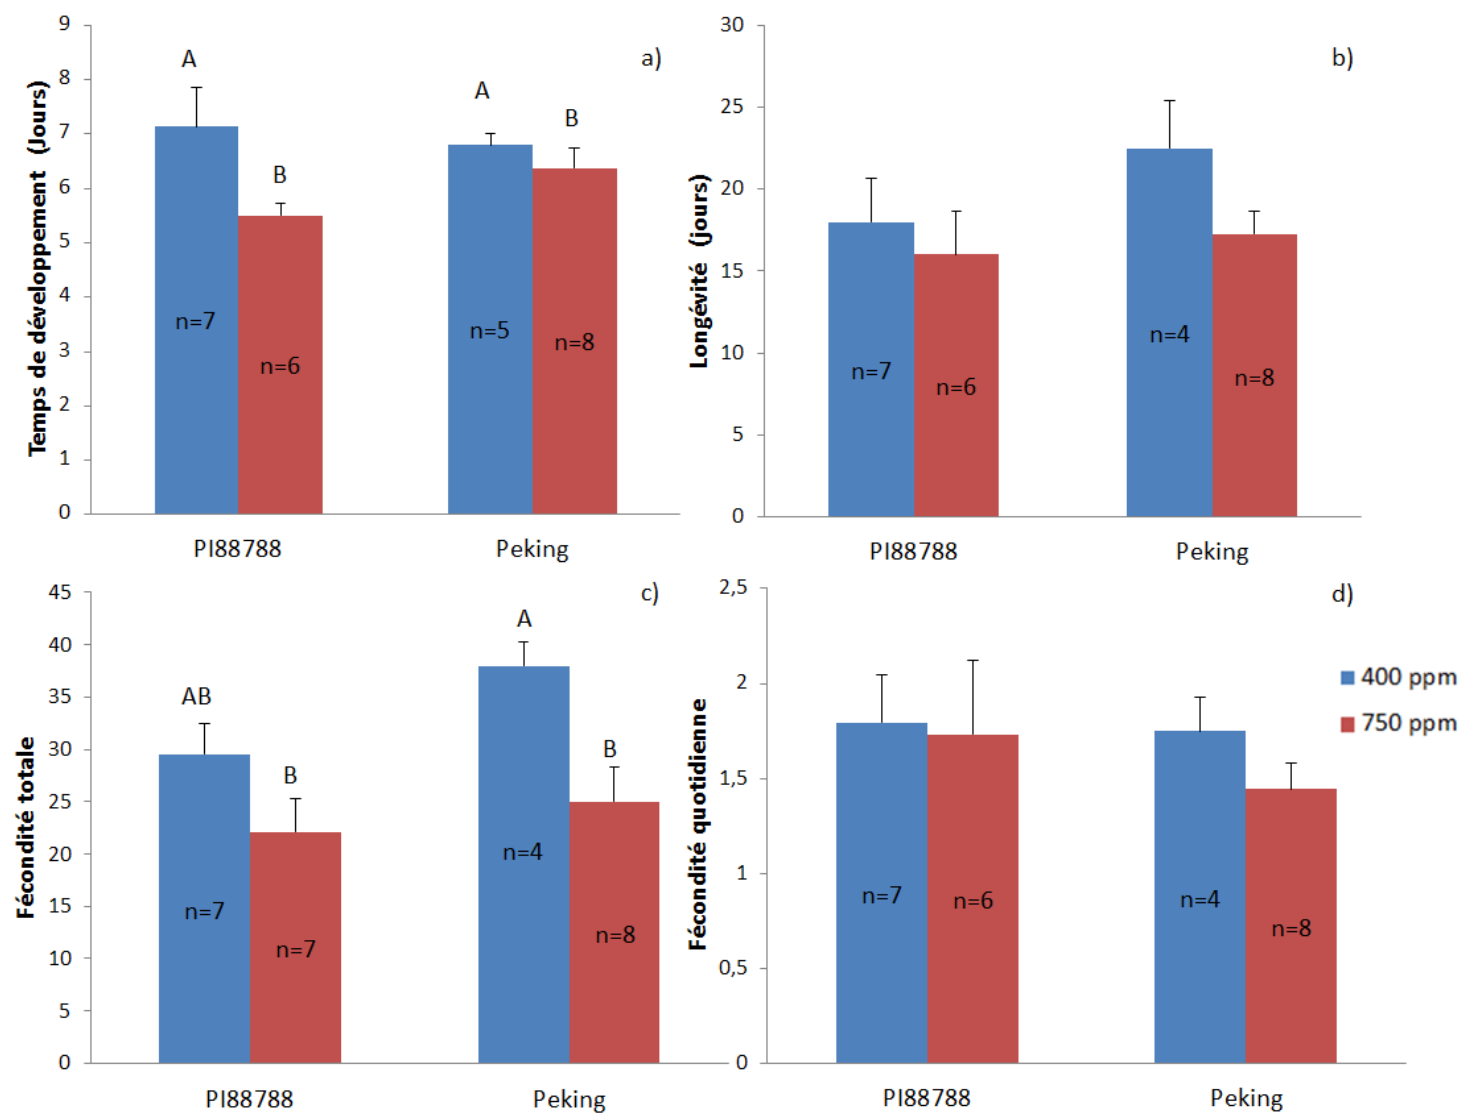 a)
Temps de développement (Jours)
9
8
7
6
5
4
3
2
1
0
A
B
A
B
n=7
n=6
n=5
n=8
PI88788
Peking
b)
Longévité (jours)
30
25
20
15
10
5
0
n=7
n=6
n=4
n=8
PI88788
Peking
c)
Fécondité totale
45
40
35
30
25
20
15
10
5
0
AB
B
A
B
n=7
n=7
n=4
n=8
PI88788
Peking
d)
Fécondité quotidienne
2,5
2
1,5
1
0,5
0
n=7
n=6
n=4
n=8
PI88788
Peking
400 ppm
750 ppm